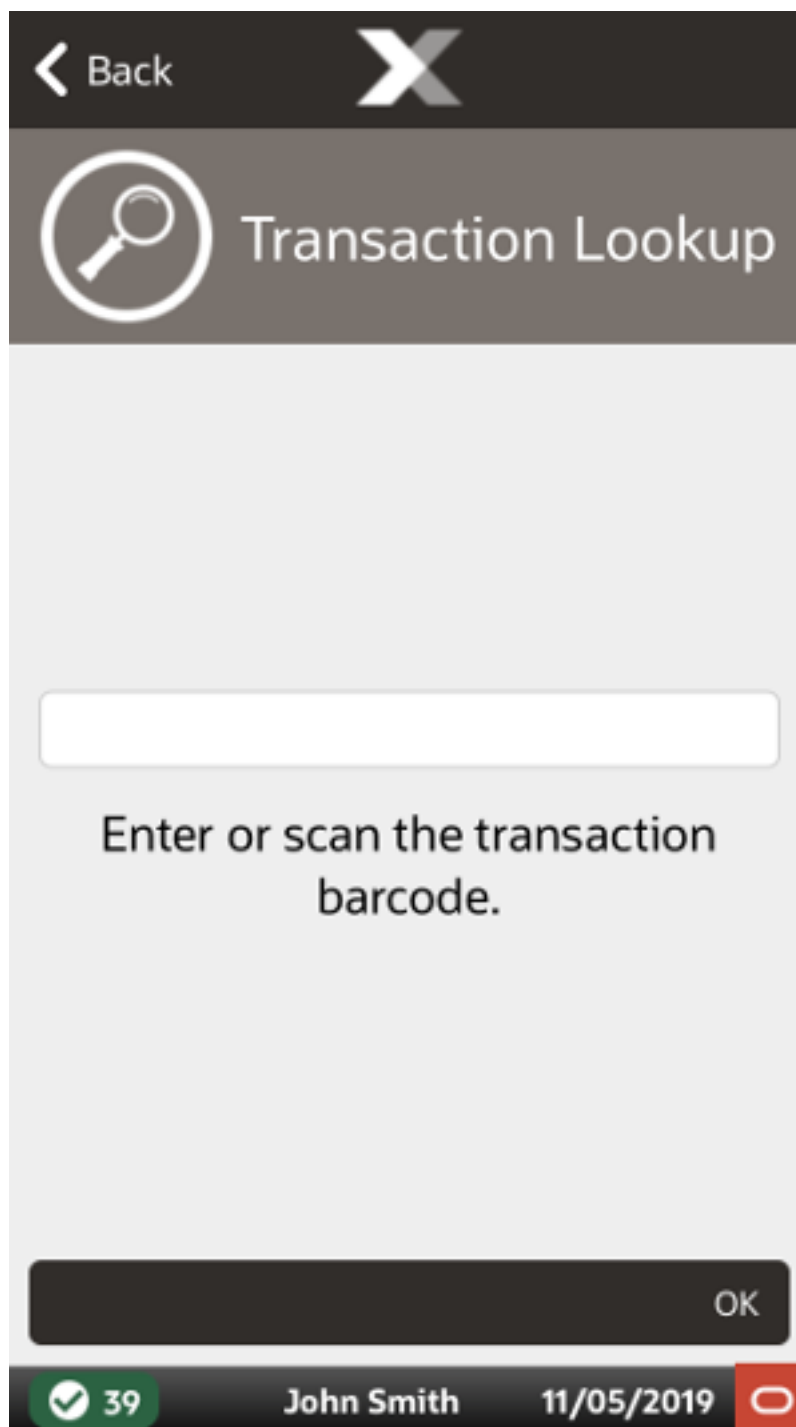 Back
Transaction Lookup
Enter or scan the transaction
barcode.
OK
39 John Smith 11/05/2019